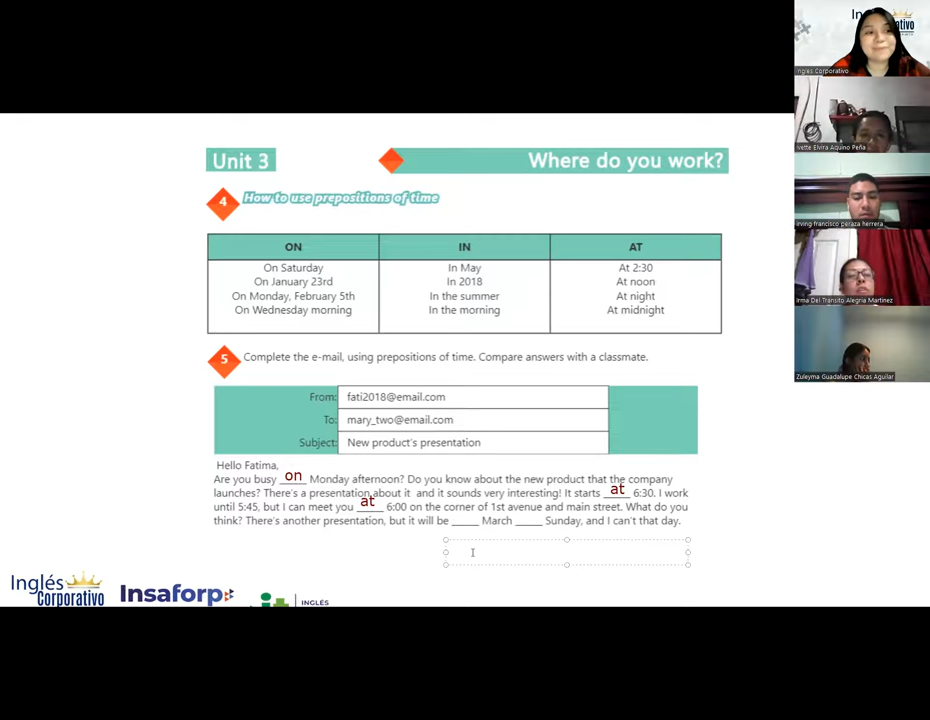 Unit 3
Where do you work?
4
How to use prepositions of time
ON IN AT
On Saturday In May At 2:30
On January 23rd In 2018 At noon
On Monday, February 5th In the summer At night
On Wednesday morning In the morning At midnight
5
Complete the e-mail, using prepositions of time. Compare answers with a classmate.
From: fati2018@email.com
To: mary_two@email.com
Subject: New product's presentation
Hello Fatima,
Are you busy on Monday afternoon? Do you know about the new product that the company
launches? There's a presentation about it and it sounds very interesting! It starts at 6:30. I work
until 5:45, but I can meet you at 6:00 on the corner of 1st avenue and main street. What do you
think? There's another presentation, but it will be _____ March _____ Sunday, and I can't that day.
Inglés
Corporativo
Insaforp
INGLÉS
Ingles Corporativo
Ivette Elvira Aquino Peña
irving francisco peraza herrera
Irma Del Transito Alegria Martinez
Zuleyma Guadalupe Chicas Aguilar